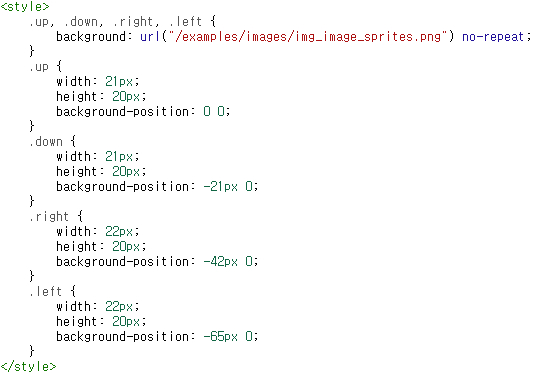 <style>
.up, .down, .right, .left {
background: url("/examples/images/img_image_sprites.png") no-repeat;
}
.up {
width: 21px;
height: 20px;
background-position: 0 0;
}
.down {
width: 21px;
height: 20px;
background-position: -21px 0;
}
.right {
width: 22px;
height: 20px;
background-position: -42px 0;
}
.left {
width: 22px;
height: 20px;
background-position: -65px 0;
}
</style>